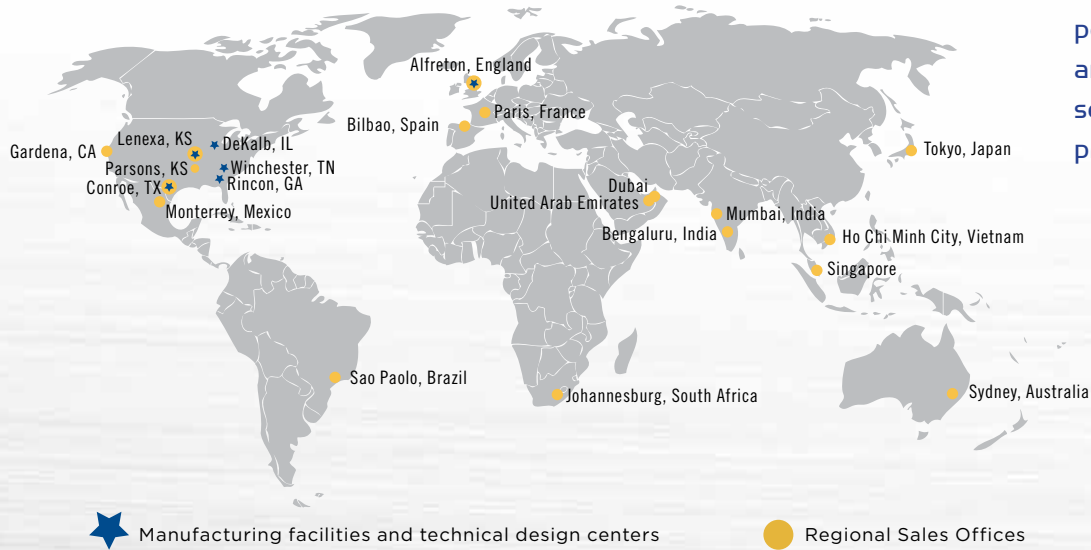 Alfreton, England
Paris, France
Bilbao, Spain
Lenexa, KS
DeKalb, IL
Gardena, CA
Parsons, KS
Winchester, TN
Conroe, TX
Rincon, GA
Monterrey, Mexico
Tokyo, Japan
Dubai
United Arab Emirates
Mumbai, India
Bengaluru, India
Ho Chi Minh City, Vietnam
Singapore
Sao Paolo, Brazil
Johannesburg, South Africa
Sydney, Australia
Manufacturing facilities and technical design centers
Regional Sales Offices